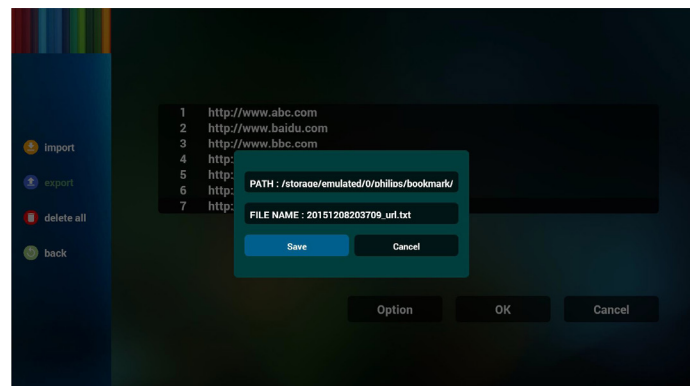 import
export
delete all
back
1 http://www.abc.com
2 http://www.baidu.com
3 http://www.bbc.com
4 http:
5 http:
6 http:
7 http:
PATH : /storage/emulated/0/philips/bookmark/
FILE NAME : 20151208203709_url.txt
Save Cancel
Option OK Cancel